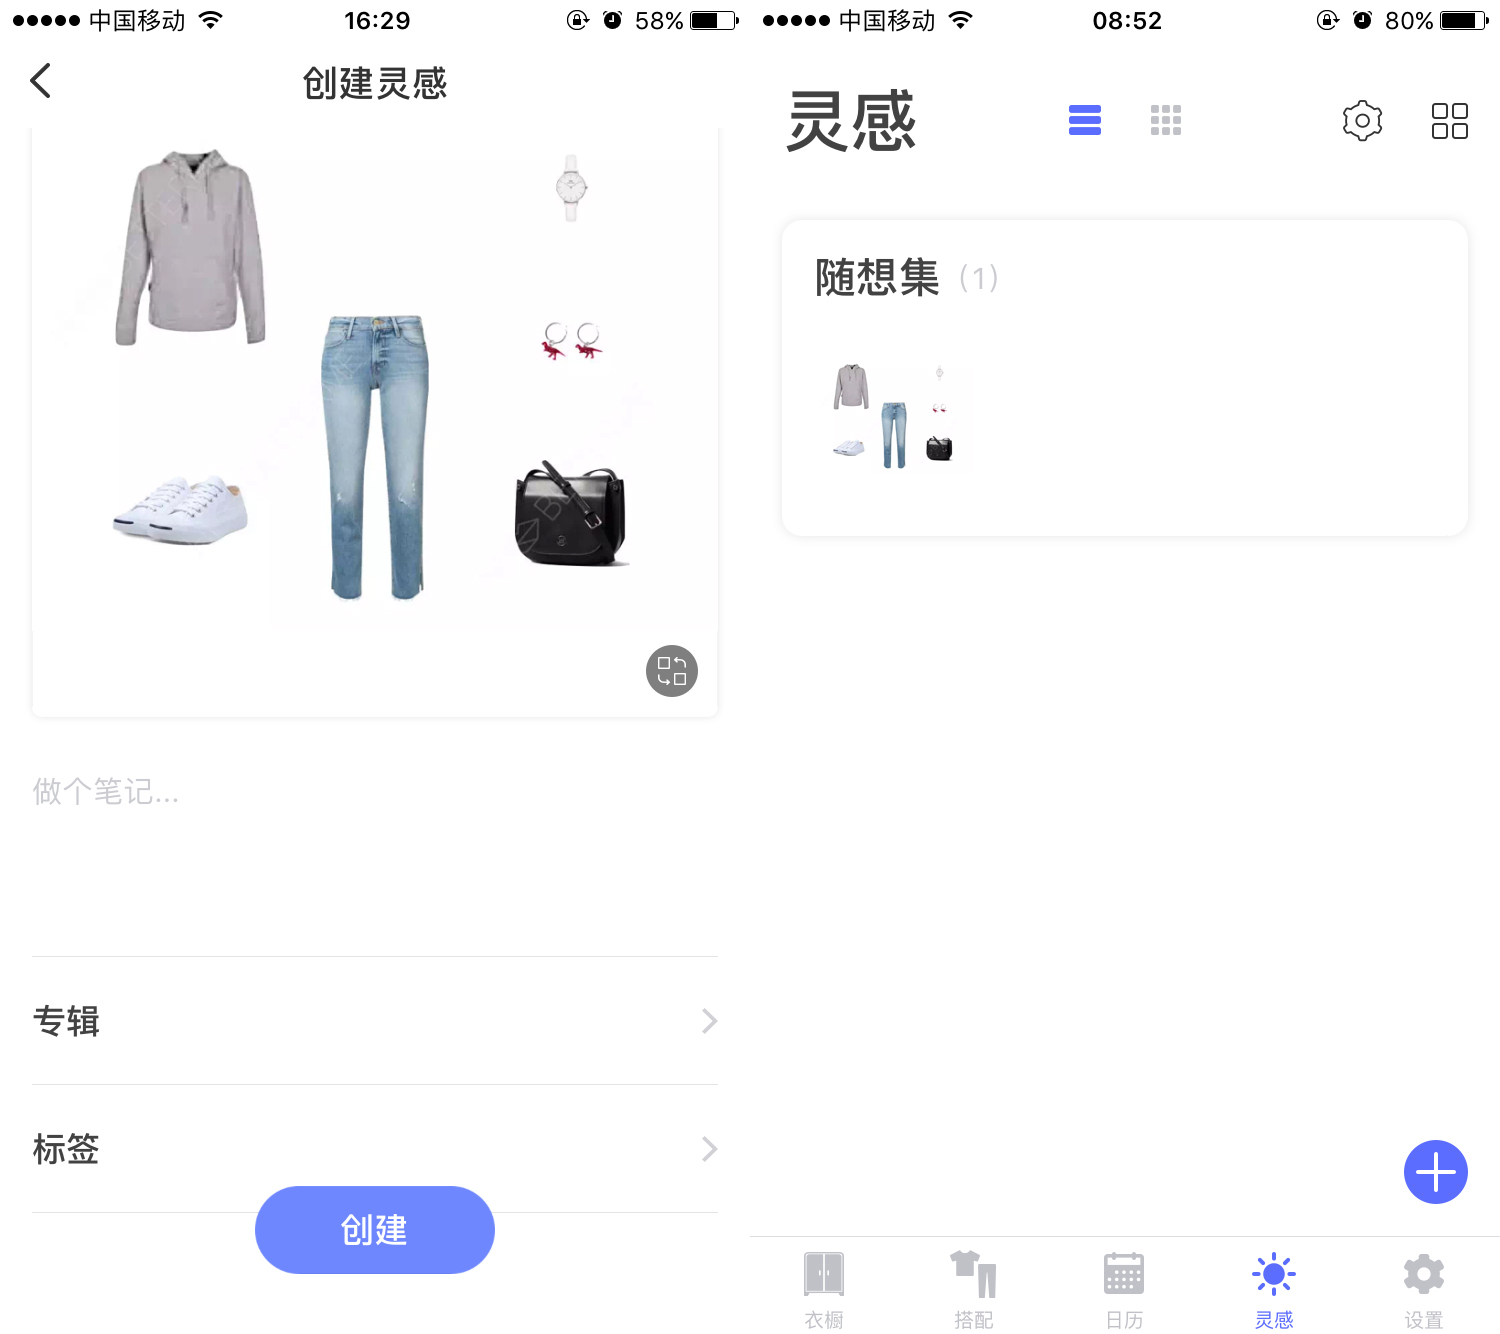 中国移动
16:29
58%
创建灵感
做个笔记...
专辑
标签
创建
中国移动
08:52
80%
灵感
随想集 (1)
衣橱
搭配
日历
灵感
设置